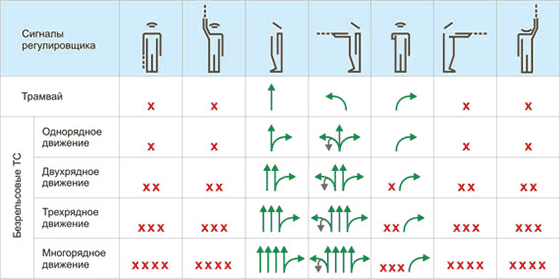 Сигналы
регулировщика
Трамвай
x x x x
Безрельсовые ТС
Однорядное
движение
x x x x
Двухрядное
движение
xx xx x xx xx
Трехрядное
движение
xxx xxx xx xxx xxx
Многорядное
движение
xxxx xxxx xxx xxxx xxxx